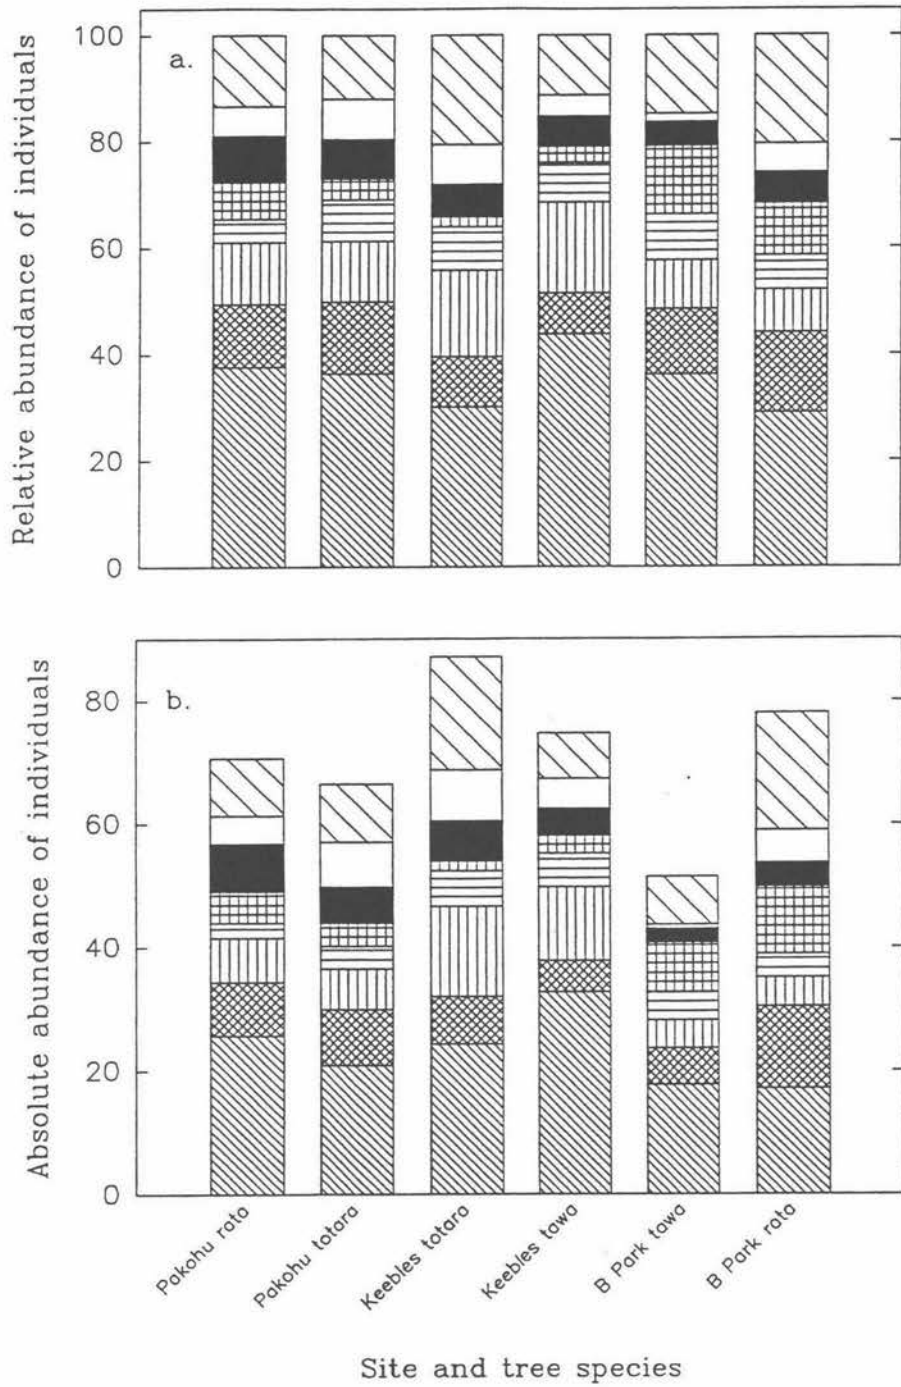 Relative abundance of individuals
a.
100
80
60
40
20
0
Absolute abundance of individuals
b.
80
60
40
20
0
Pakohu rata
Pakohu totara
Keebles totara
Keebles tawa
B Park tawa
B Park rata
Site and tree species